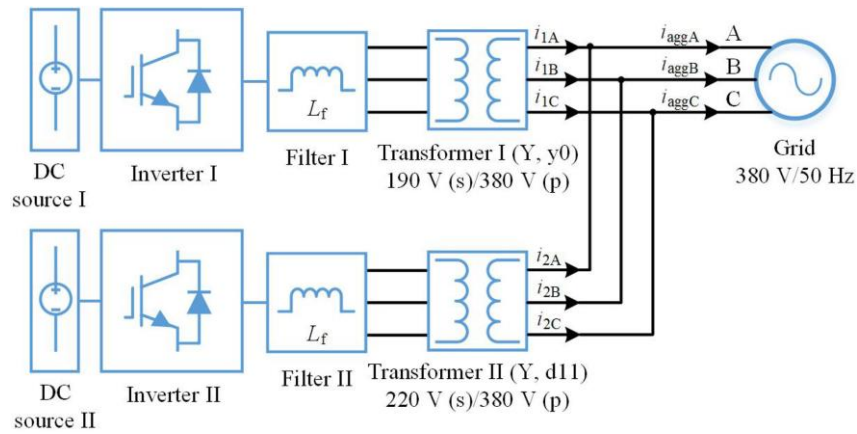 i1A
iaggA
A
i1B
iaggB
B
i1C
iaggC
C
Lf
DC
source I
Inverter I
Filter I
Transformer I (Y, y0)
190 V (s)/380 V (p)
Grid
380 V/50 Hz
i2A
i2B
i2C
Lf
DC
source II
Inverter II
Filter II
Transformer II (Y, d11)
220 V (s)/380 V (p)